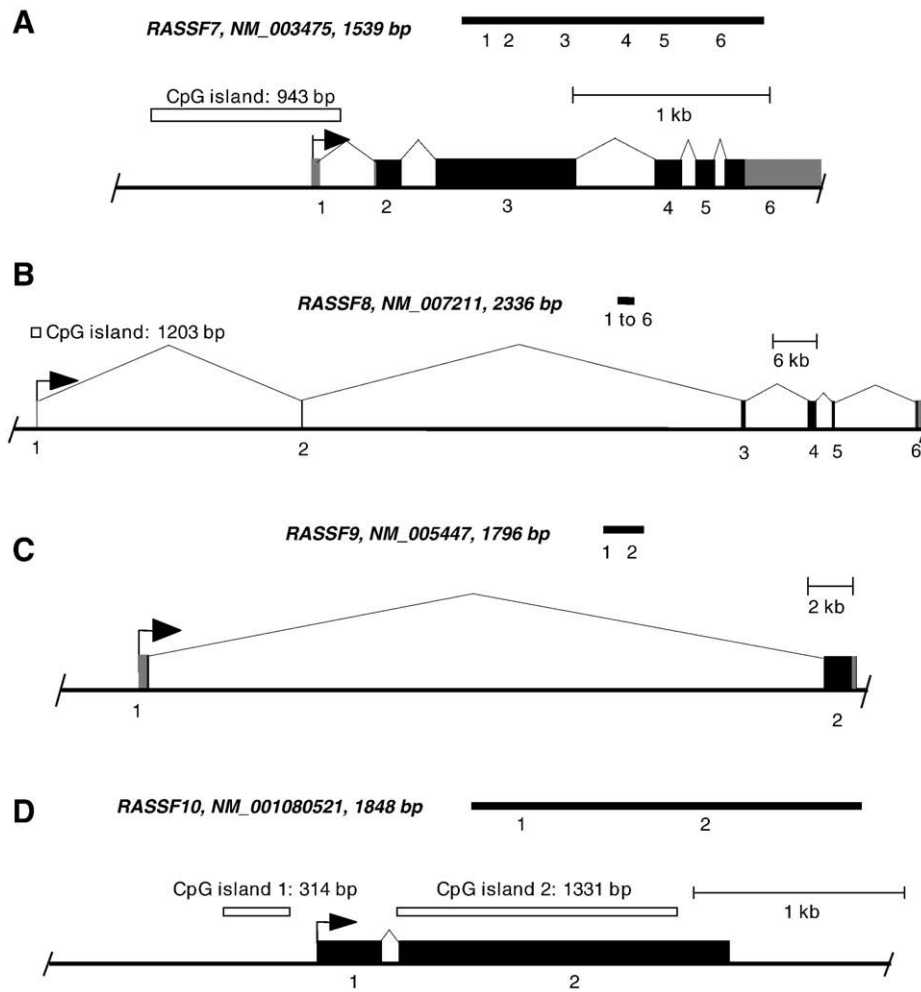 A
RASSF7, NM_003475, 1539 bp
1 2 3 4 5 6
CpG island: 943 bp
1 kb
1 2 3 4 5 6
B
RASSF8, NM_007211, 2336 bp
1 to 6
CpG island: 1203 bp
6 kb
1 2 3 4 5 6
C
RASSF9, NM_005447, 1796 bp
1 2
2 kb
1 2
D
RASSF10, NM_001080521, 1848 bp
1 2
CpG island 1: 314 bp
CpG island 2: 1331 bp
1 kb
1 2